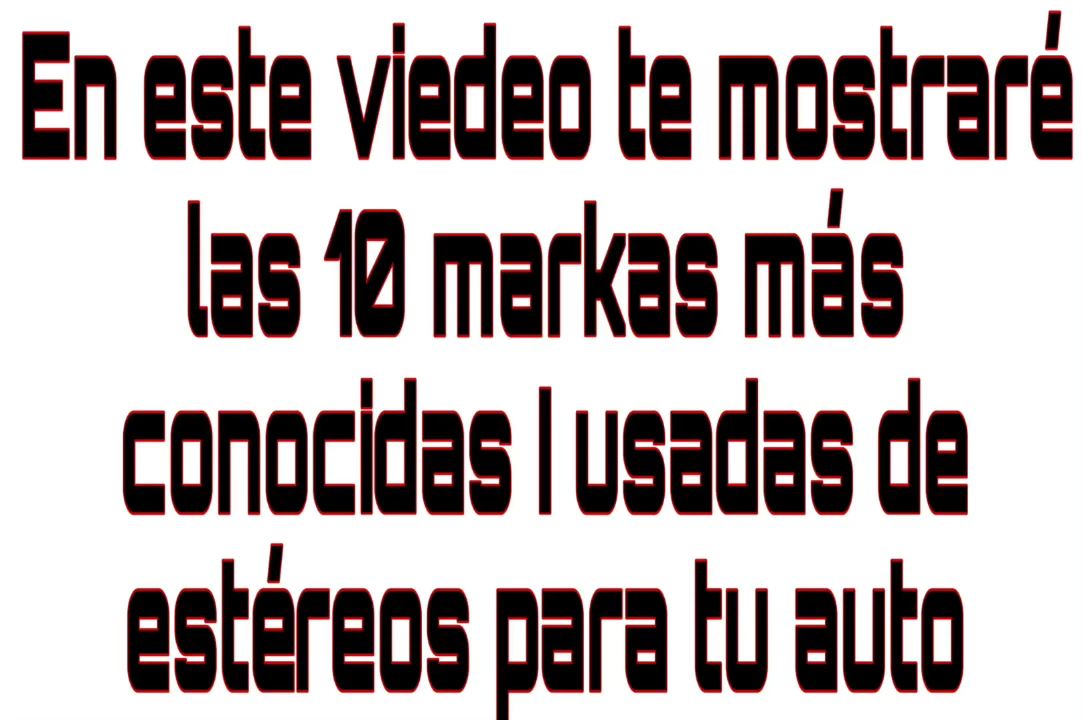 En este viedeo te mostraré
las 10 markas más
conocidas I usadas de
estéreos para tu auto